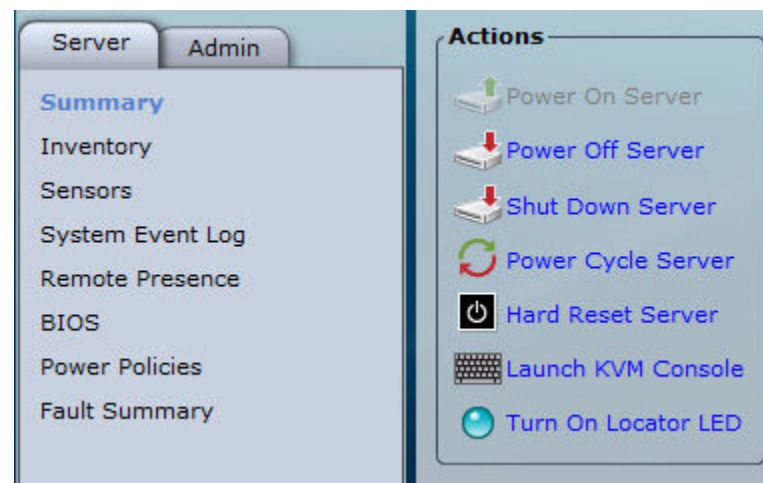 Server
Admin
Summary
Inventory
Sensors
System Event Log
Remote Presence
BIOS
Power Policies
Fault Summary
Actions
Power On Server
Power Off Server
Shut Down Server
Power Cycle Server
Hard Reset Server
Launch KVM Console
Turn On Locator LED